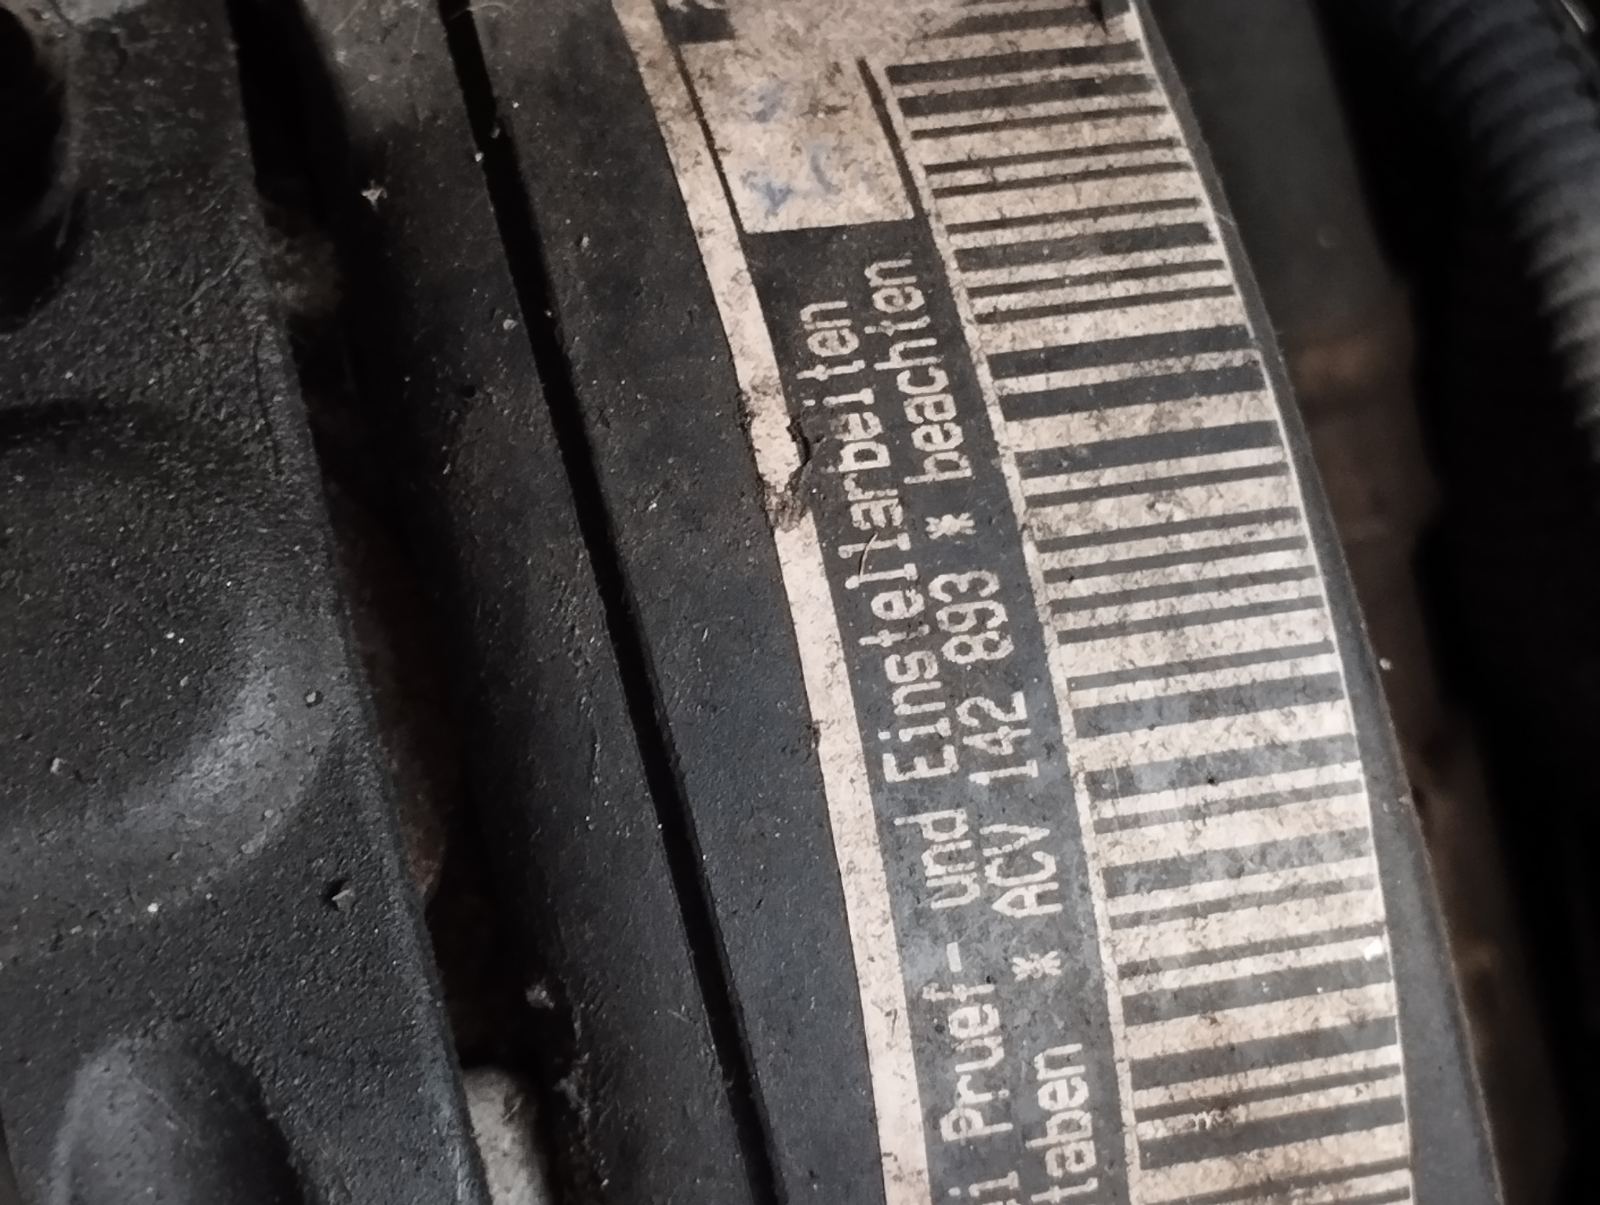 Pruef- und Einstellarbeiten
taben * ACV 142 893 * beachten